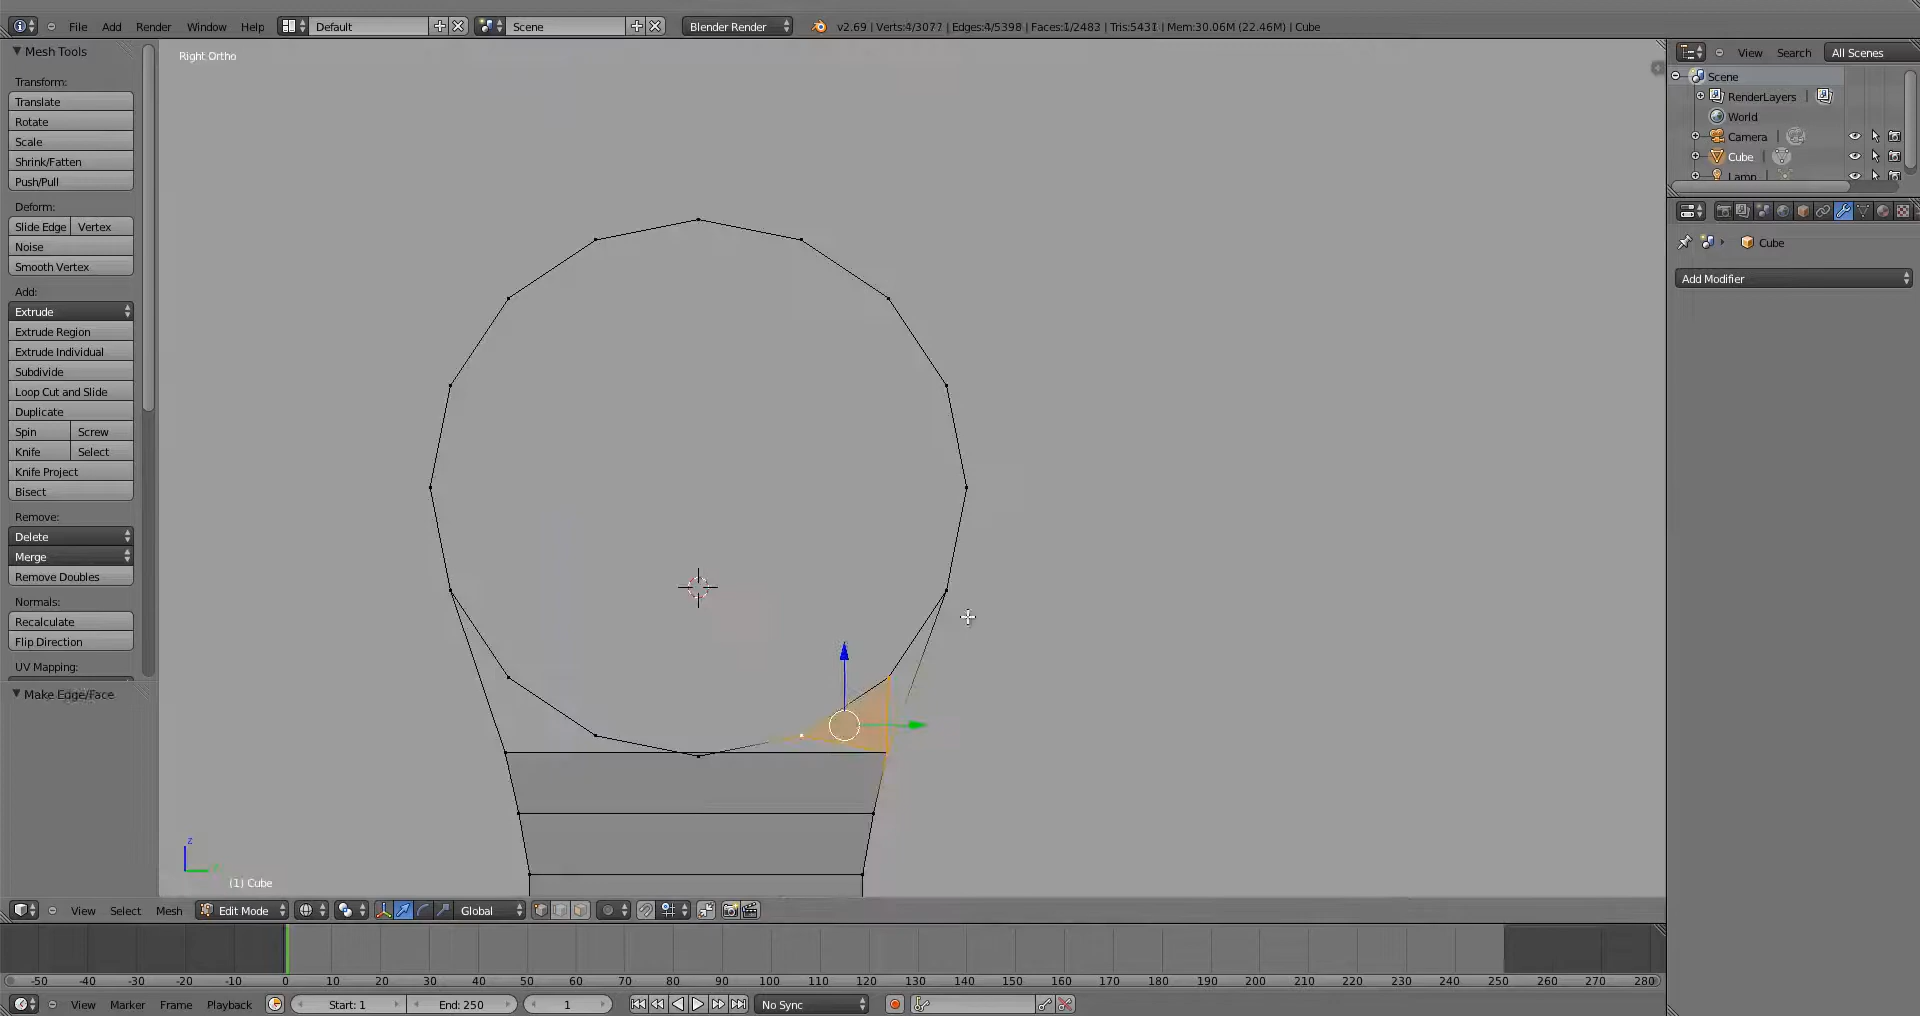 File Add Render Window Help Default Scene Blender Render v2.69 | Verts:4/3077 | Edges:4/5398 | Faces:1/2483 | Tris:5431 | Mem:30.06M (22.46M) | Cube
Mesh Tools
Right Ortho
View Search All Scenes
Transform:
Translate
Rotate
Scale
Shrink/Fatten
Push/Pull
Deform:
Slide Edge Vertex
Noise
Smooth Vertex
Add:
Extrude
Extrude Region
Extrude Individual
Subdivide
Loop Cut and Slide
Duplicate
Spin Screw
Knife Select
Knife Project
Bisect
Remove:
Delete
Merge
Remove Doubles
Normals:
Recalculate
Flip Direction
UV Mapping:
Make Edge/Face
Scene
RenderLayers
World
Camera
Cube
Lamp
Cube
Add Modifier
z
(1) Cube
View Select Mesh Edit Mode Global
-50 -40 -30 -20 -10 0 10 20 30 40 50 60 70 80 90 100 110 120 130 140 150 160 170 180 190 200 210 220 230 240 250 260 270 280
View Marker Frame Playback Start: 1 End: 250 1 No Sync